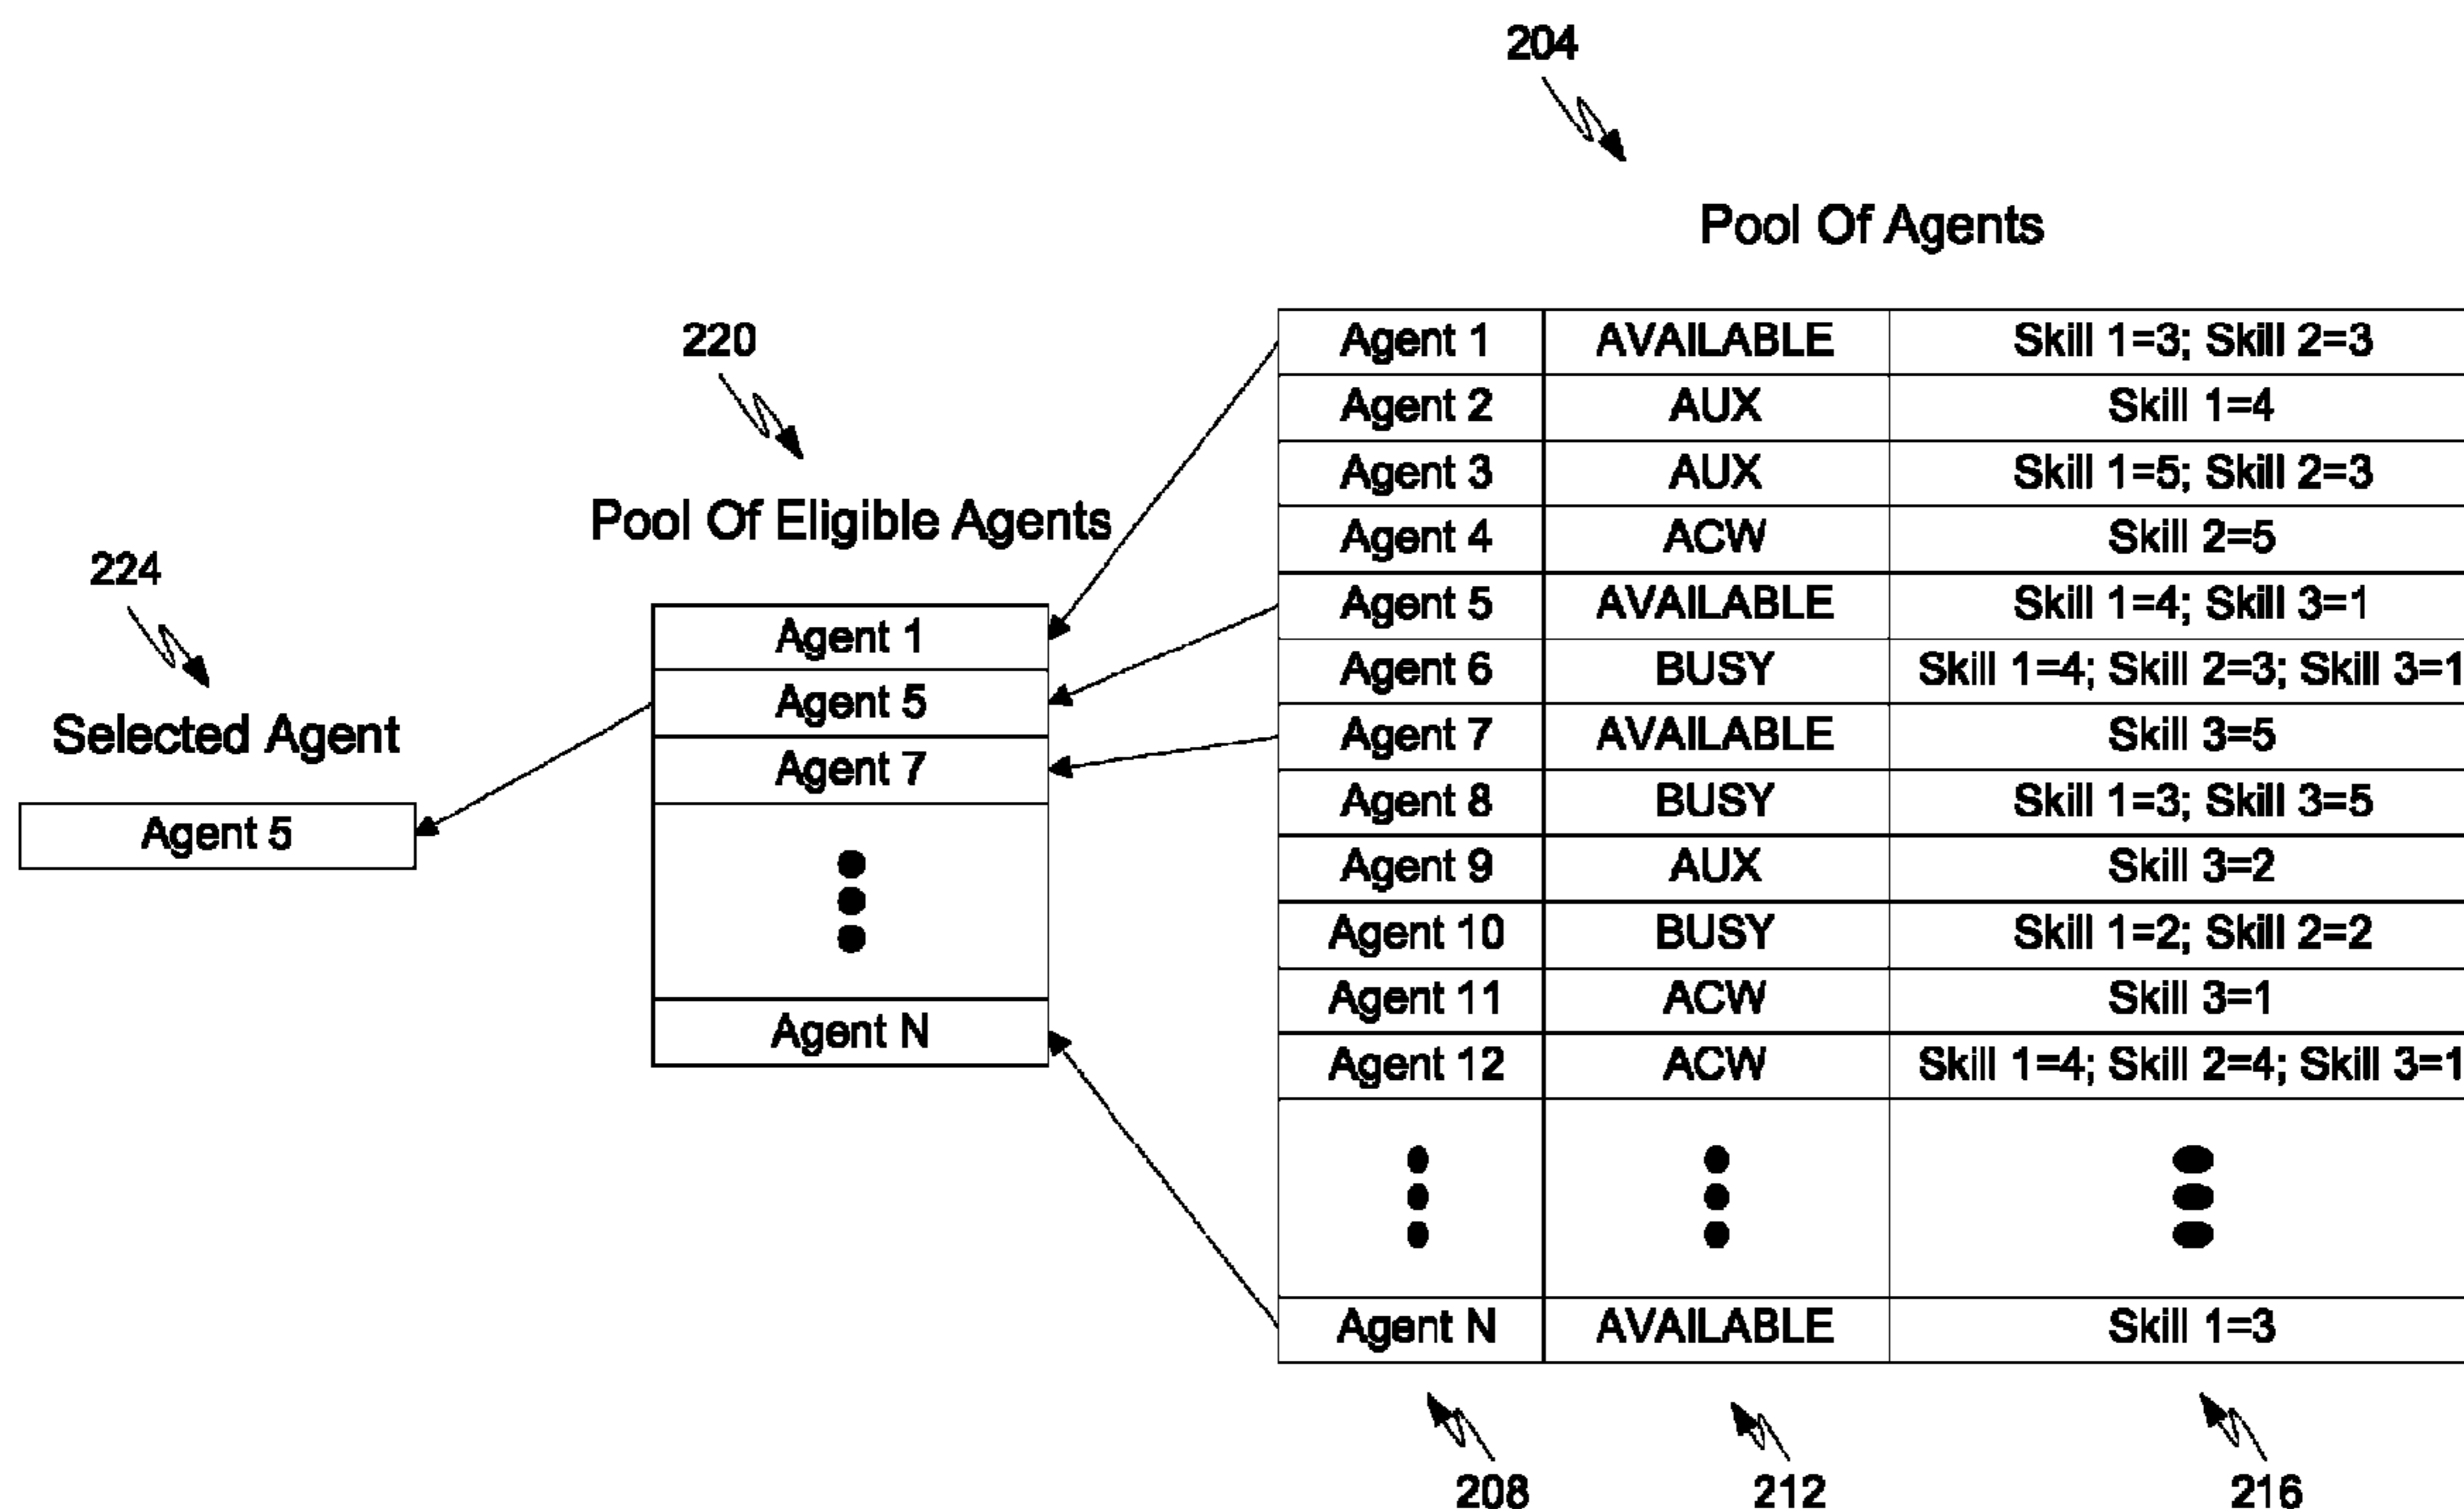 204
Pool Of Agents
220
Pool Of Eligible Agents
224
Selected Agent
Agent 5
Agent 1
Agent 5
Agent 7
Agent N
Agent 1 AVAILABLE Skill 1=3; Skill 2=3
Agent 2 AUX Skill 1=4
Agent 3 AUX Skill 1=5; Skill 2=3
Agent 4 ACW Skill 2=5
Agent 5 AVAILABLE Skill 1=4; Skill 3=1
Agent 6 BUSY Skill 1=4; Skill 2=3; Skill 3=1
Agent 7 AVAILABLE Skill 3=5
Agent 8 BUSY Skill 1=3; Skill 3=5
Agent 9 AUX Skill 3=2
Agent 10 BUSY Skill 1=2; Skill 2=2
Agent 11 ACW Skill 3=1
Agent 12 ACW Skill 1=4; Skill 2=4; Skill 3=1
Agent N AVAILABLE Skill 1=3
208 212 216